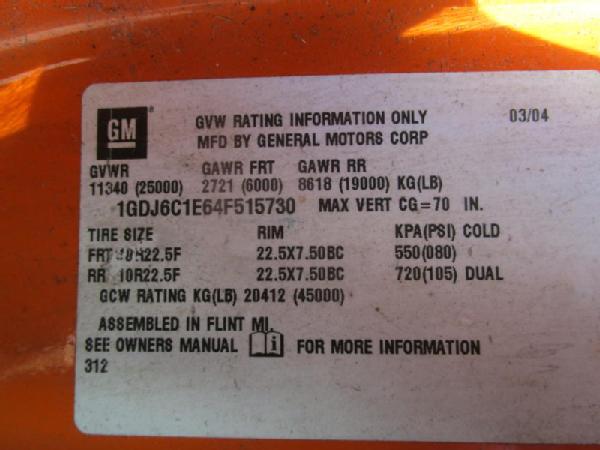 GM GVW RATING INFORMATION ONLY 03/04
MFD BY GENERAL MOTORS CORP
GVWR GAWR FRT GAWR RR
11340 (25000) 2721 (6000) 8618 (19000) KG(LB)
1GDJ6C1E64F515730 MAX VERT CG=70 IN.
TIRE SIZE RIM KPA(PSI) COLD
FRT 10R22.5F 22.5X7.50BC 550(080)
RR 10R22.5F 22.5X7.50BC 720(105) DUAL
GCW RATING KG(LB) 20412 (45000)
ASSEMBLED IN FLINT MI.
SEE OWNERS MANUAL FOR MORE INFORMATION
312